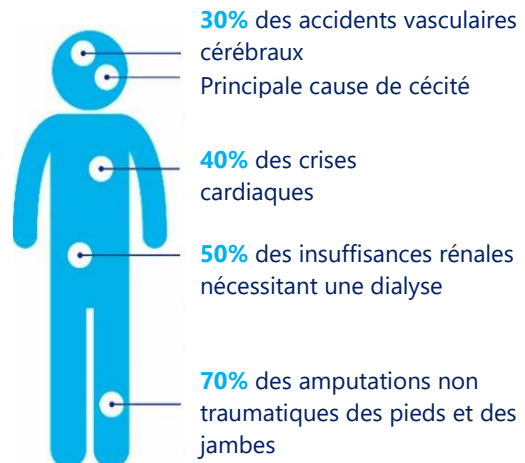 30% des accidents vasculaires
cérébraux
Principale cause de cécité
40% des crises
cardiaques
50% des insuffisances rénales
nécessitant une dialyse
70% des amputations non
traumatiques des pieds et des
jambes